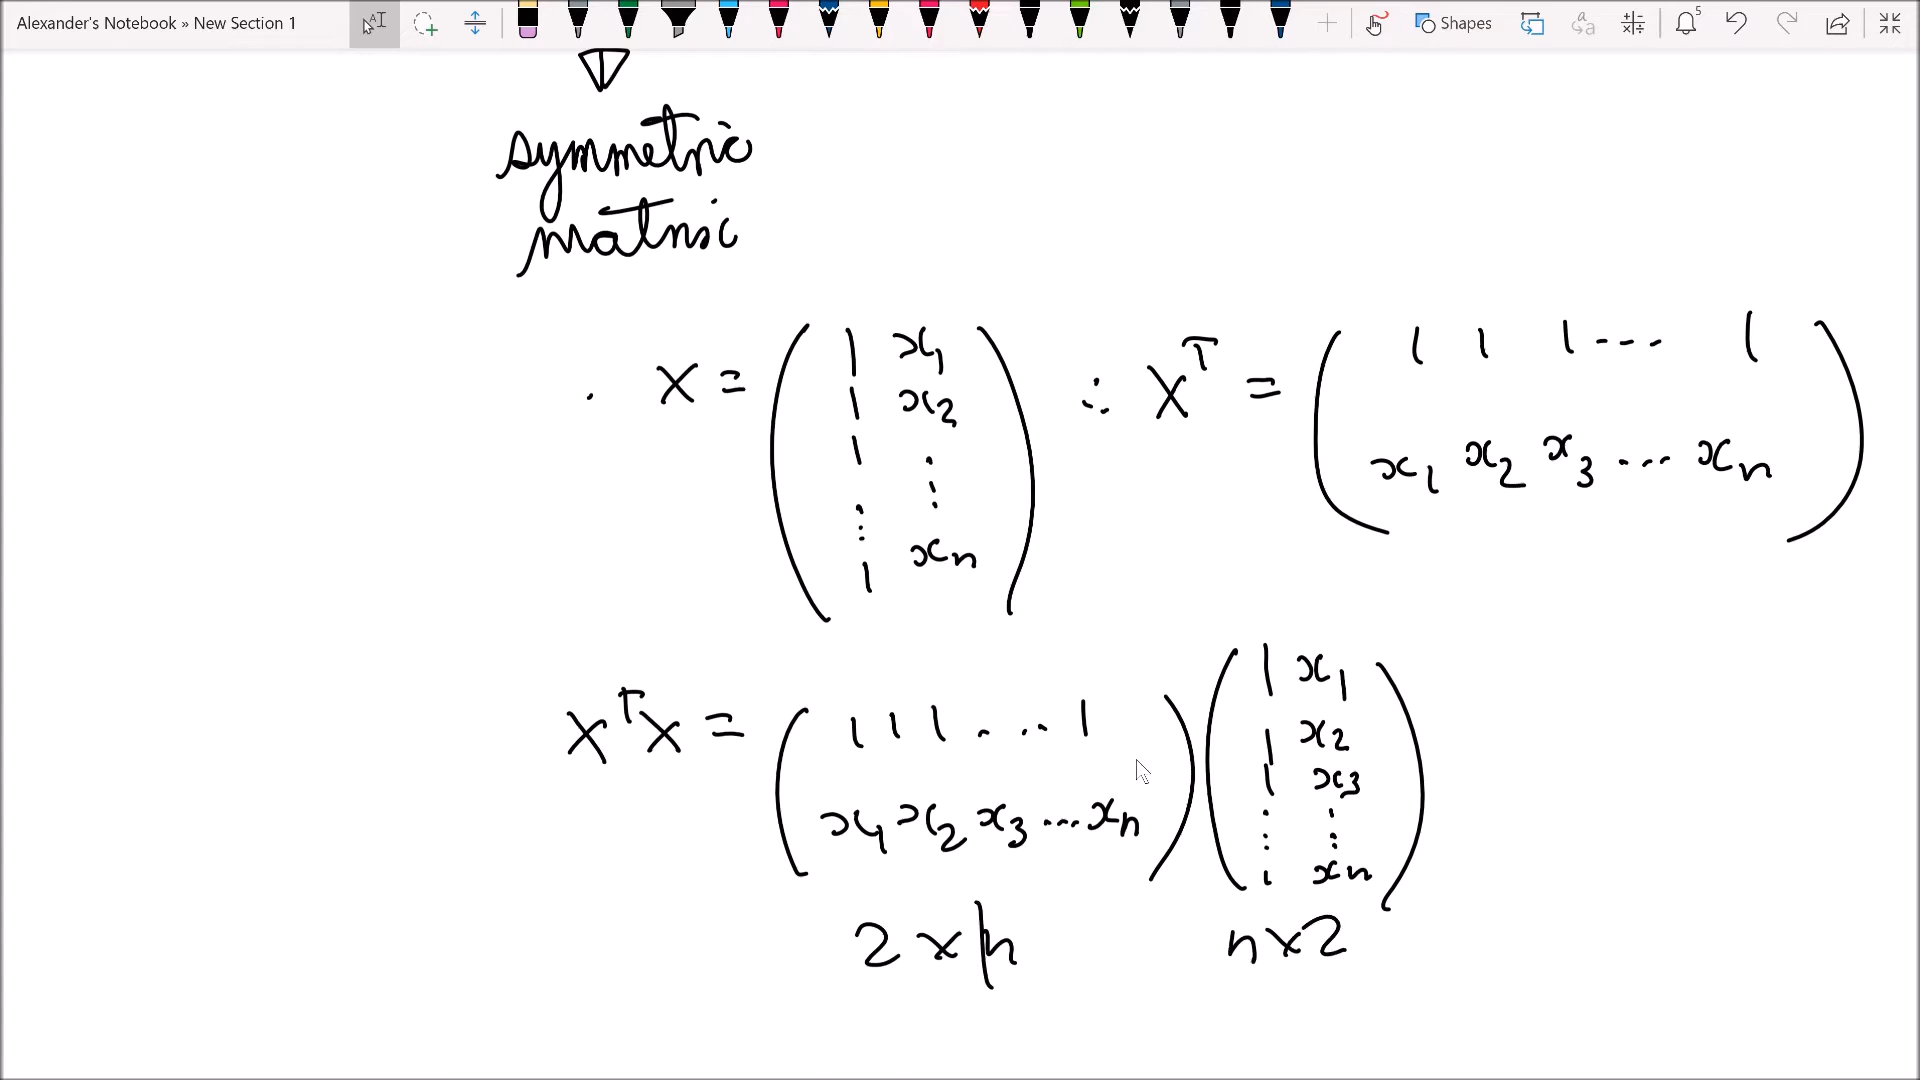 Alexander's Notebook » New Section 1
Shapes
5
symmetric
matrix
. X = ( 1 x1 ∴ X^T = ( 1 1 1 --- 1
1 x2
1 ⋮ x1 x2 x3 ... xn )
⋮ xn
1 )
X^T X = ( 1 1 1 . ... 1 ( 1 x1
1 x2
1 x3
x1 x2 x3 ... xn ) ⋮ ⋮
1 xn )
2 x n n x 2